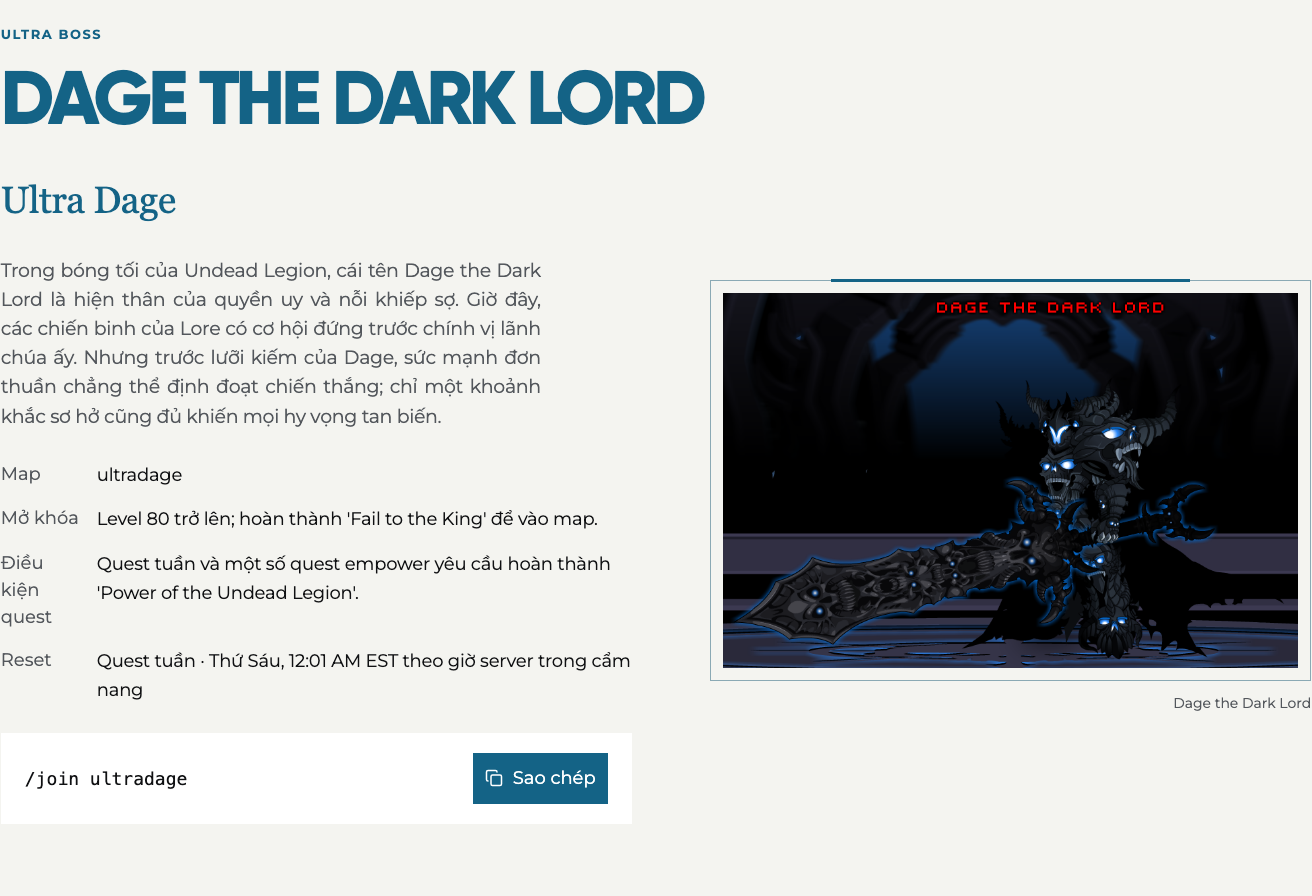 ULTRA BOSS
DAGE THE DARK LORD
Ultra Dage
Trong bóng tối của Undead Legion, cái tên Dage the Dark
Lord là hiện thân của quyền uy và nỗi khiếp sợ. Giờ đây,
các chiến binh của Lore có cơ hội đứng trước chính vị lãnh
chúa ấy. Nhưng trước lưỡi kiếm của Dage, sức mạnh đơn
thuần chẳng thể định đoạt chiến thắng; chỉ một khoảnh
khắc sơ hở cũng đủ khiến mọi hy vọng tan biến.
Map
ultradage
Mở khóa
Level 80 trở lên; hoàn thành 'Fail to the King' để vào map.
Điều
kiện
quest
Quest tuần và một số quest empower yêu cầu hoàn thành
'Power of the Undead Legion'.
Reset
Quest tuần · Thứ Sáu, 12:01 AM EST theo giờ server trong cẩm
nang
/join ultradage
Sao chép
DAGE THE DARK LORD
Dage the Dark Lord